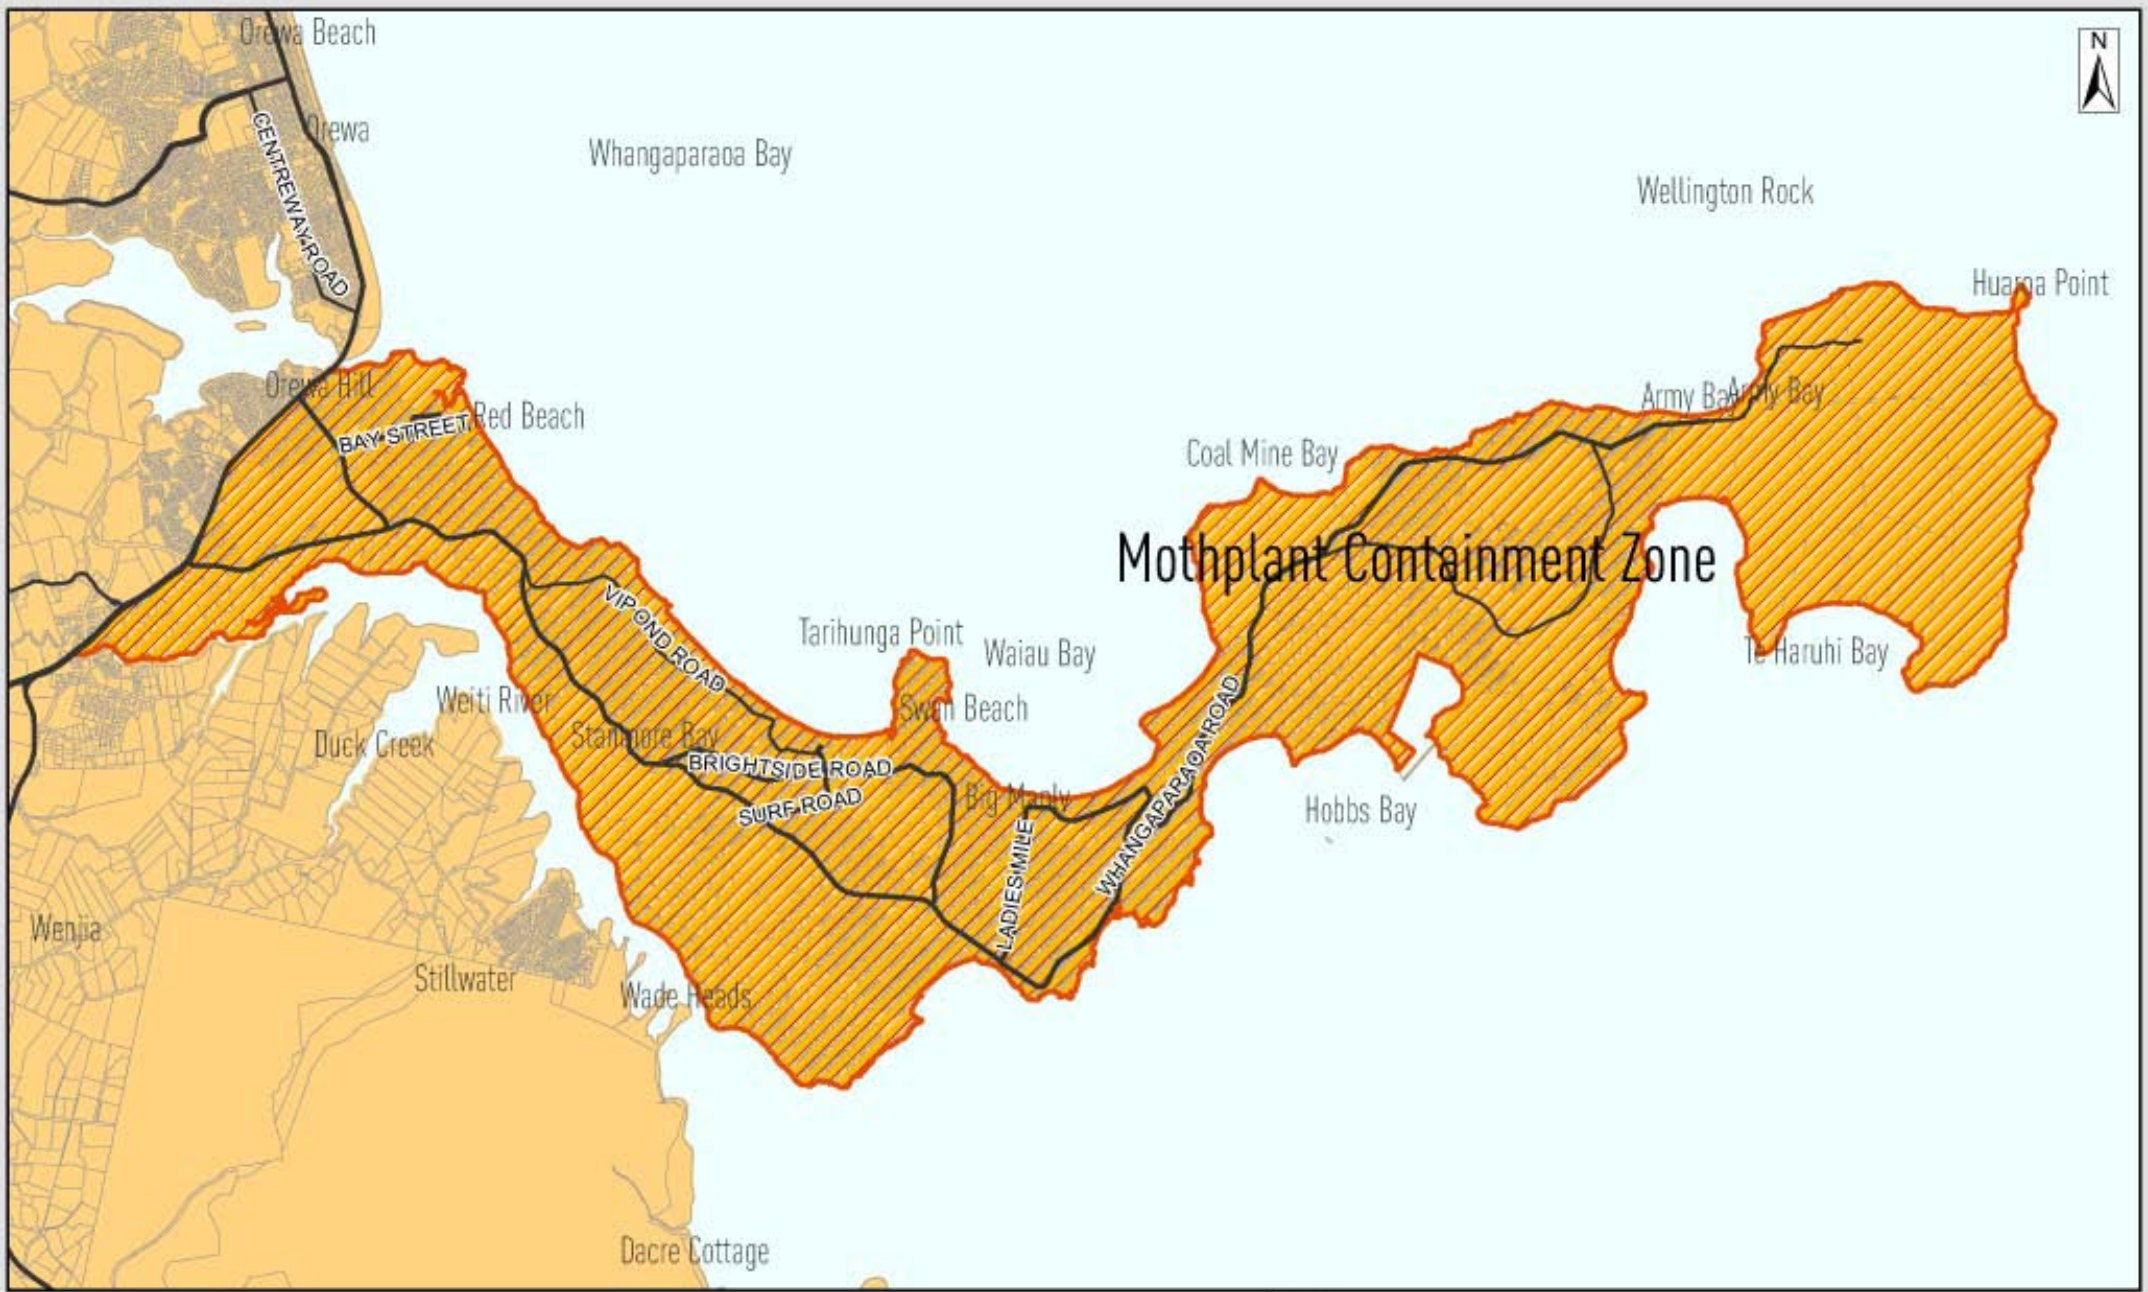 Orewa Beach
N
Orewa
CENTREWAY ROAD
Whangaparaoa Bay
Wellington Rock
Huaroa Point
Orewa Hill
Red Beach
BAY STREET
Army Bay
Army Bay
Coal Mine Bay
Mothplant Containment Zone
VIPOND ROAD
Tarihunga Point
Waiau Bay
Te Haruhi Bay
Weiti River
Swan Beach
Duck Creek
Stanmore Bay
BRIGHTSIDE ROAD
SURF ROAD
Big Manly
WHANGAPARAOA ROAD
Hobbs Bay
LADIES MILE
Wenjia
Stillwater
Wade Heads
Dacre Cottage